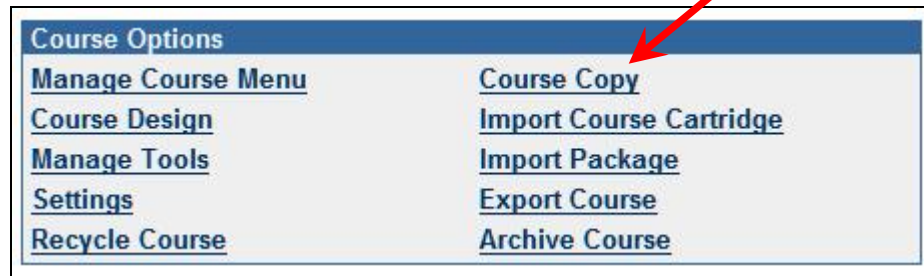 Course Options
Manage Course Menu
Course Copy
Course Design
Import Course Cartridge
Manage Tools
Import Package
Settings
Export Course
Recycle Course
Archive Course